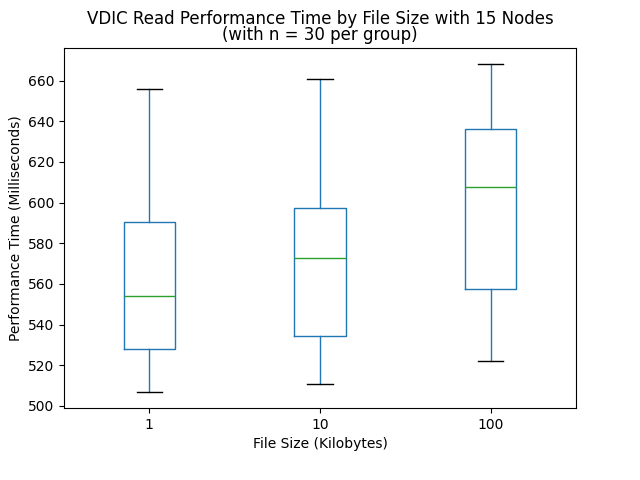 VDIC Read Performance Time by File Size with 15 Nodes
(with n = 30 per group)
Performance Time (Milliseconds)
660
640
620
600
580
560
540
520
500
1 10 100
File Size (Kilobytes)